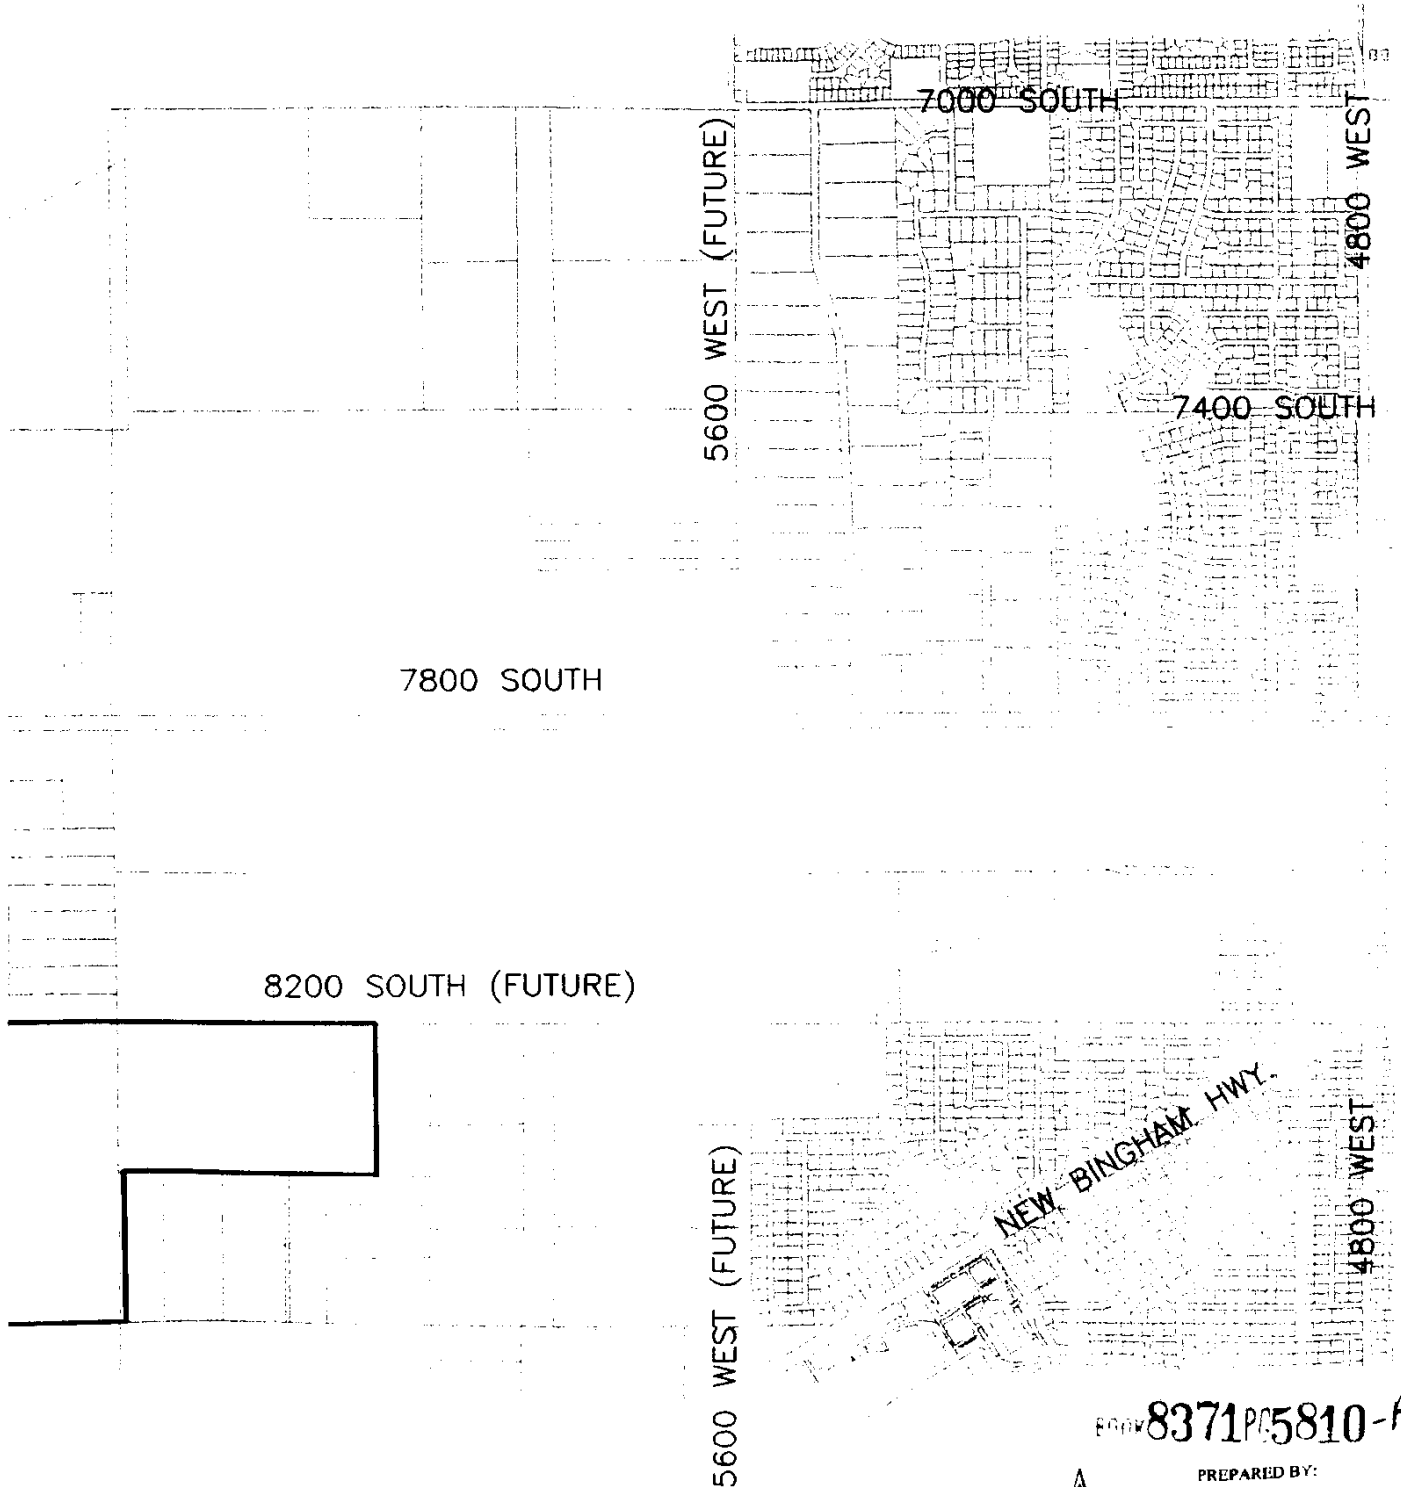 7000 SOUTH
4800 WEST
5600 WEST (FUTURE)
7400 SOUTH
7800 SOUTH
8200 SOUTH (FUTURE)
NEW BINGHAM HWY.
4800 WEST
5600 WEST (FUTURE)
BOOK 8371 PG 5810-A
PREPARED BY: